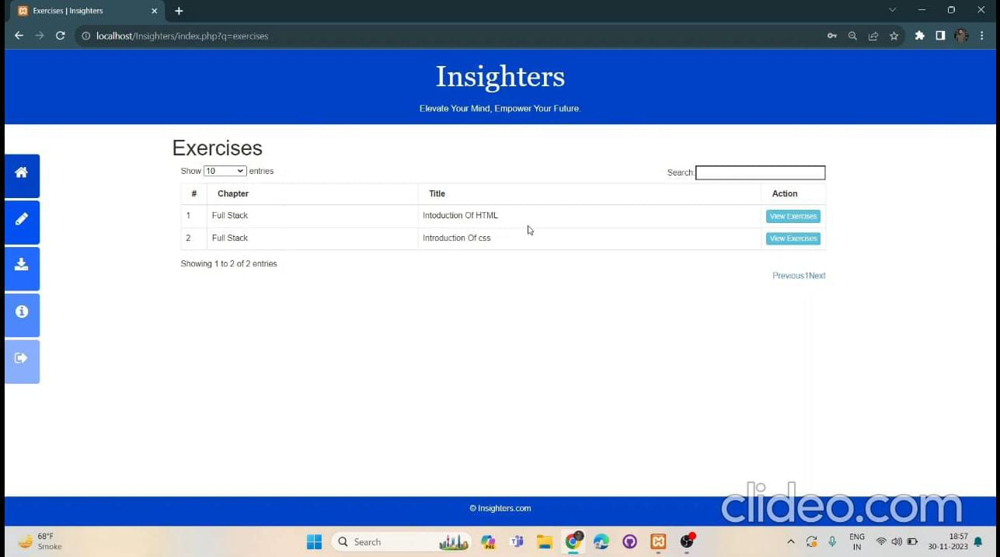 Exercises | Insighters
localhost/Insighters/index.php?q=exercises
Insighters
Elevate Your Mind, Empower Your Future.
Exercises
Show 10 entries
Search:
# Chapter Title Action
1 Full Stack Intoduction Of HTML View Exercises
2 Full Stack Introduction Of css View Exercises
Showing 1 to 2 of 2 entries
Previous1Next
© Insighters.com
clideo.com
68°F
Smoke
Search
PRE
ENG
IN
18:57
30-11-2023